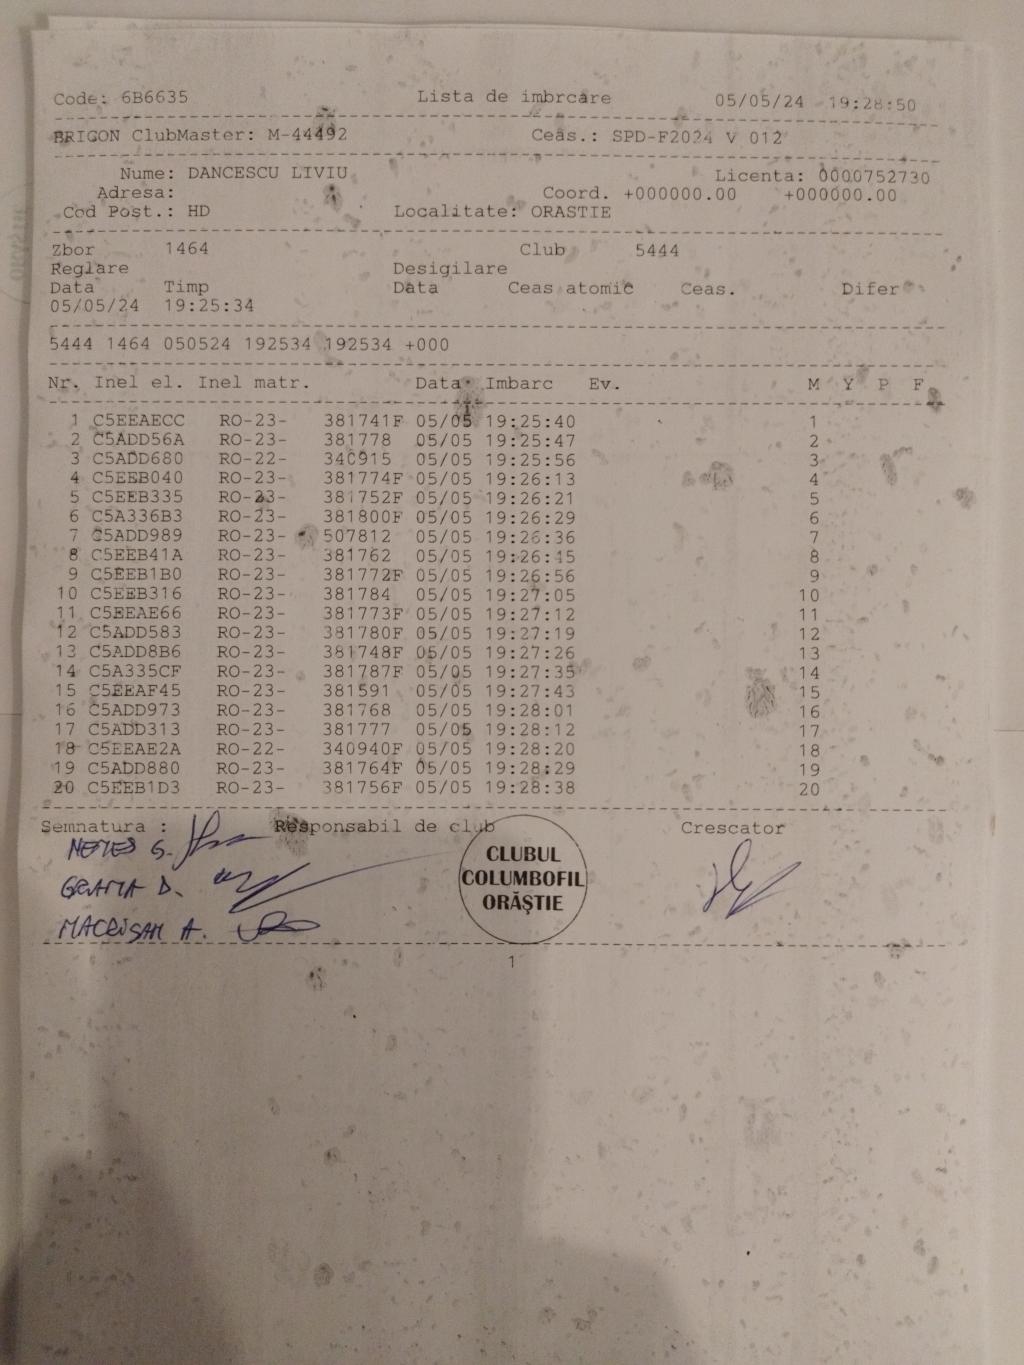 Code: 6B6635 Lista de imbrcare 05/05/24 19:28:50
BRIGON ClubMaster: M-44492 Ceas.: SPD-F2024 V 012
Nume: DANCESCU LIVIU Licenta: 0000752730
Adresa: Coord. +000000.00 +000000.00
Cod Post.: HD Localitate: ORASTIE
Zbor 1464 Club 5444
Reglare Desigilare
Data Timp Data Ceas atomic Ceas. Difer
05/05/24 19:25:34
5444 1464 050524 192534 192534 +000
Nr. Inel el. Inel matr. Data Imbarc Ev. M Y P F
1 C5EEAECC RO-23- 381741F 05/05 19:25:40 1
2 C5ADD56A RO-23- 381778 05/05 19:25:47 2
3 C5ADD680 RO-22- 340915 05/05 19:25:56 3
4 C5EEB040 RO-23- 381774F 05/05 19:26:13 4
5 C5EEB335 RO-23- 381752F 05/05 19:26:21 5
6 C5A336B3 RO-23- 381800F 05/05 19:26:29 6
7 C5ADD989 RO-23- 507812 05/05 19:26:36 7
8 C5EEB41A RO-23- 381762 05/05 19:26:45 8
9 C5EEB1B0 RO-23- 381772F 05/05 19:26:56 9
10 C5EEB316 RO-23- 381784 05/05 19:27:05 10
11 C5EEAE66 RO-23- 381773F 05/05 19:27:12 11
12 C5ADD583 RO-23- 381780F 05/05 19:27:19 12
13 C5ADD8B6 RO-23- 381748F 05/05 19:27:26 13
14 C5A335CF RO-23- 381787F 05/05 19:27:35 14
15 C5EEAF45 RO-23- 381591 05/05 19:27:43 15
16 C5ADD973 RO-23- 381768 05/05 19:28:01 16
17 C5ADD313 RO-23- 381777 05/05 19:28:12 17
18 C5EEAE2A RO-22- 340940F 05/05 19:28:20 18
19 C5ADD880 RO-23- 381764F 05/05 19:28:29 19
20 C5EEB1D3 RO-23- 381756F 05/05 19:28:38 20
Semnatura : Responsabil de club Crescator
NEMES G.
GRAMA D.
A.
CLUBUL
COLUMBOFIL
ORĂŞTIE
1